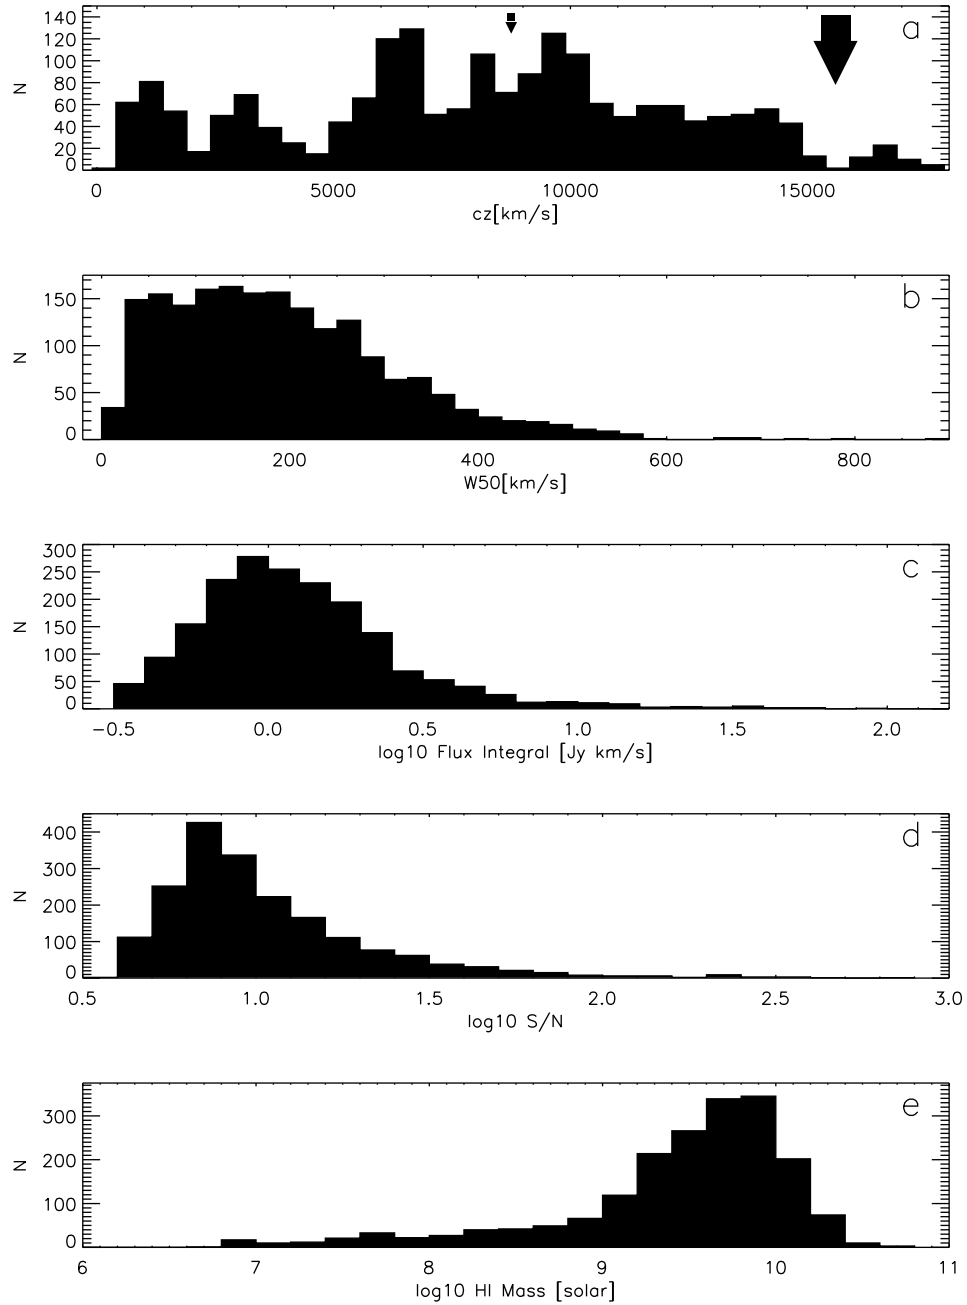 140
120
100
80
60
40
20
0
N
a
0 5000 10000 15000
cz[km/s]
150
100
50
0
N
b
0 200 400 600 800
W50[km/s]
300
250
200
150
100
50
0
N
c
−0.5 0.0 0.5 1.0 1.5 2.0
log10 Flux Integral [Jy km/s]
400
300
200
100
0
N
d
0.5 1.0 1.5 2.0 2.5 3.0
log10 S/N
300
200
100
0
N
e
6 7 8 9 10 11
log10 HI Mass [solar]